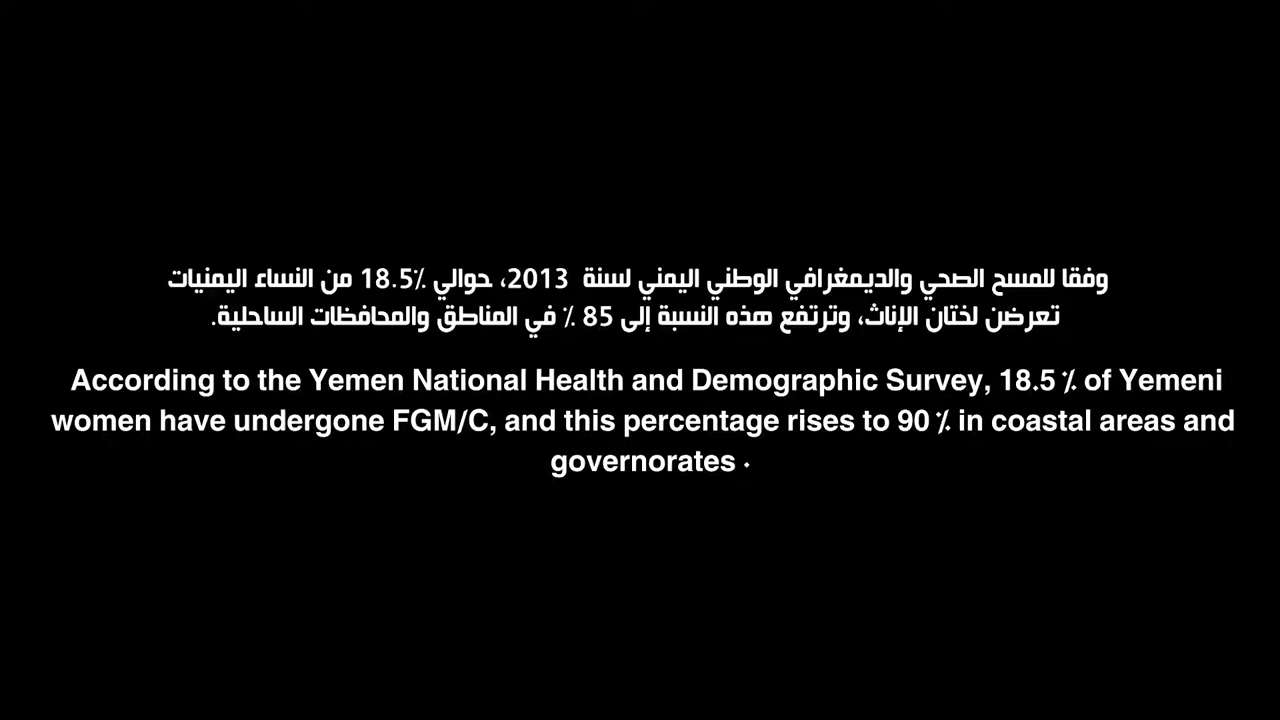 وفقا للمسح الصحي والديمغرافي الوطني اليمني لسنة 2013، حوالي 18.5٪ من النساء اليمنيات
تعرضن لختان الإناث، وترتفع هذه النسبة إلى 85 ٪ في المناطق والمحافظات الساحلية.
According to the Yemen National Health and Demographic Survey, 18.5 ٪ of Yemeni
women have undergone FGM/C, and this percentage rises to 90 ٪ in coastal areas and
governorates .